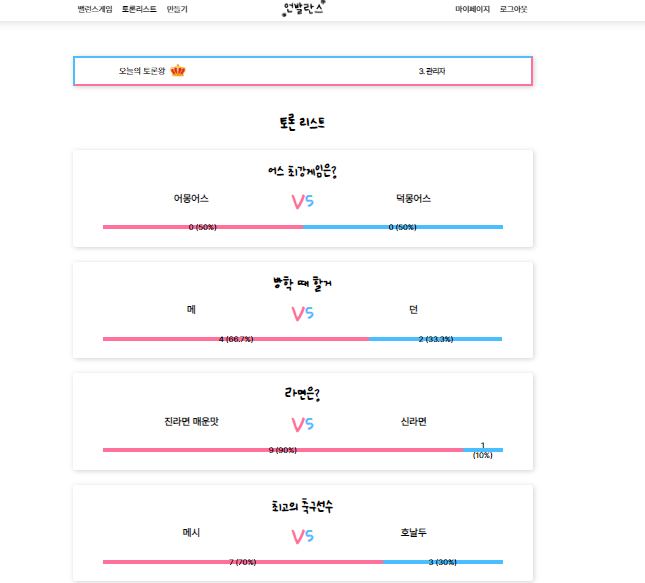 밸런스게임 토론리스트 만들기 언발란스 마이페이지 로그아웃
오늘의 토론왕 3. 관리자
토론 리스트
어스 최강게임은?
어몽어스 VS 덕몽어스
0 (50%) 0 (50%)
방학 때 할거
메 VS 던
4 (66.7%) 2 (33.3%)
라면은?
진라면 매운맛 VS 신라면
9 (90%) 1 (10%)
최고의 축구선수
메시 VS 호날두
7 (70%) 3 (30%)